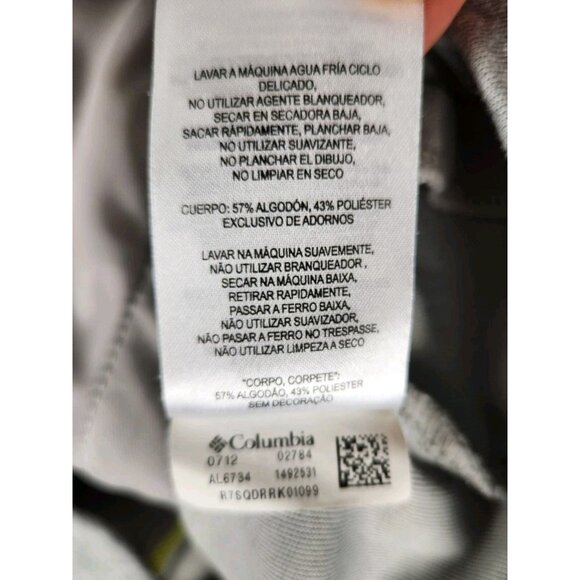 LAVAR A MÁQUINA AGUA FRÍA CICLO
DELICADO,
NO UTILIZAR AGENTE BLANQUEADOR,
SECAR EN SECADORA BAJA,
SACAR RÁPIDAMENTE, PLANCHAR BAJA,
NO UTILIZAR SUAVIZANTE,
NO PLANCHAR EL DIBUJO,
NO LIMPIAR EN SECO
CUERPO: 57% ALGODÓN, 43% POLIÉSTER
EXCLUSIVO DE ADORNOS
LAVAR NA MÁQUINA SUAVEMENTE,
NÃO UTILIZAR BRANQUEADOR,
SECAR NA MÁQUINA BAIXA,
RETIRAR RAPIDAMENTE,
PASSAR A FERRO BAIXA,
NÃO UTILIZAR SUAVIZADOR,
NÃO PASAR A FERRO NO TRESPASSE,
NÃO UTILIZAR LIMPEZA A SECO
"CORPO, CORPETE":
57% ALGODÃO, 43% POLIESTER
SEM DECORAÇÃO
Columbia
0712 02784
AL6734 1492531
R7SQDRRK01099